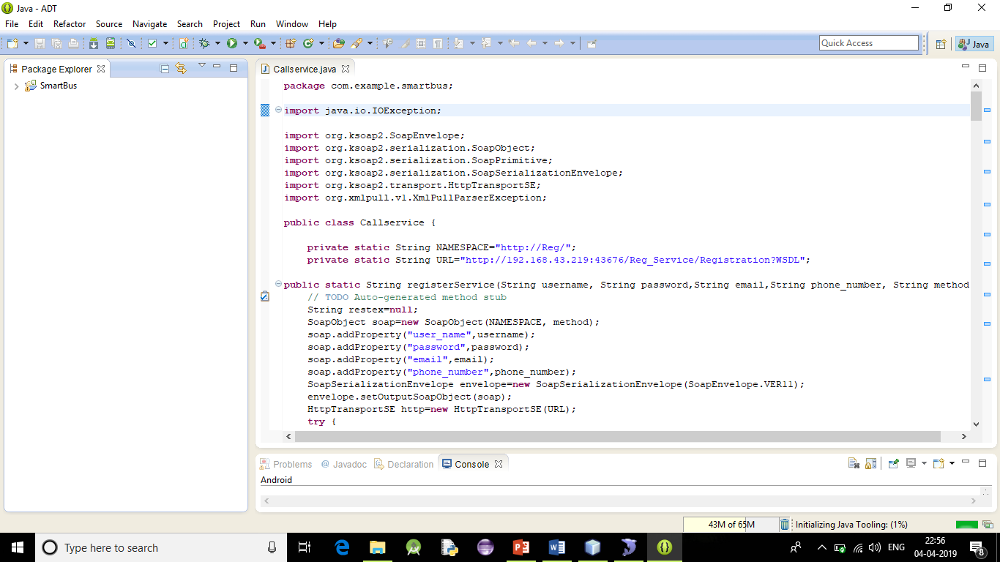 Java - ADT
File Edit Refactor Source Navigate Search Project Run Window Help
Quick Access
Java
Package Explorer
SmartBus
Callservice.java
package com.example.smartbus;
import java.io.IOException;
import org.ksoap2.SoapEnvelope;
import org.ksoap2.serialization.SoapObject;
import org.ksoap2.serialization.SoapPrimitive;
import org.ksoap2.serialization.SoapSerializationEnvelope;
import org.ksoap2.transport.HttpTransportSE;
import org.xmlpull.v1.XmlPullParserException;
public class Callservice {
private static String NAMESPACE="http://Reg/";
private static String URL="http://192.168.43.219:43676/Reg_Service/Registration?WSDL";
public static String registerService(String username, String password,String email,String phone_number, String method
// TODO Auto-generated method stub
String restex=null;
SoapObject soap=new SoapObject(NAMESPACE, method);
soap.addProperty("user_name",username);
soap.addProperty("password",password);
soap.addProperty("email",email);
soap.addProperty("phone_number",phone_number);
SoapSerializationEnvelope envelope=new SoapSerializationEnvelope(SoapEnvelope.VER11);
envelope.setOutputSoapObject(soap);
HttpTransportSE http=new HttpTransportSE(URL);
try {
Problems @ Javadoc Declaration Console
Android
43M of 65M
Initializing Java Tooling: (1%)
Type here to search
ENG
22:56
04-04-2019
8